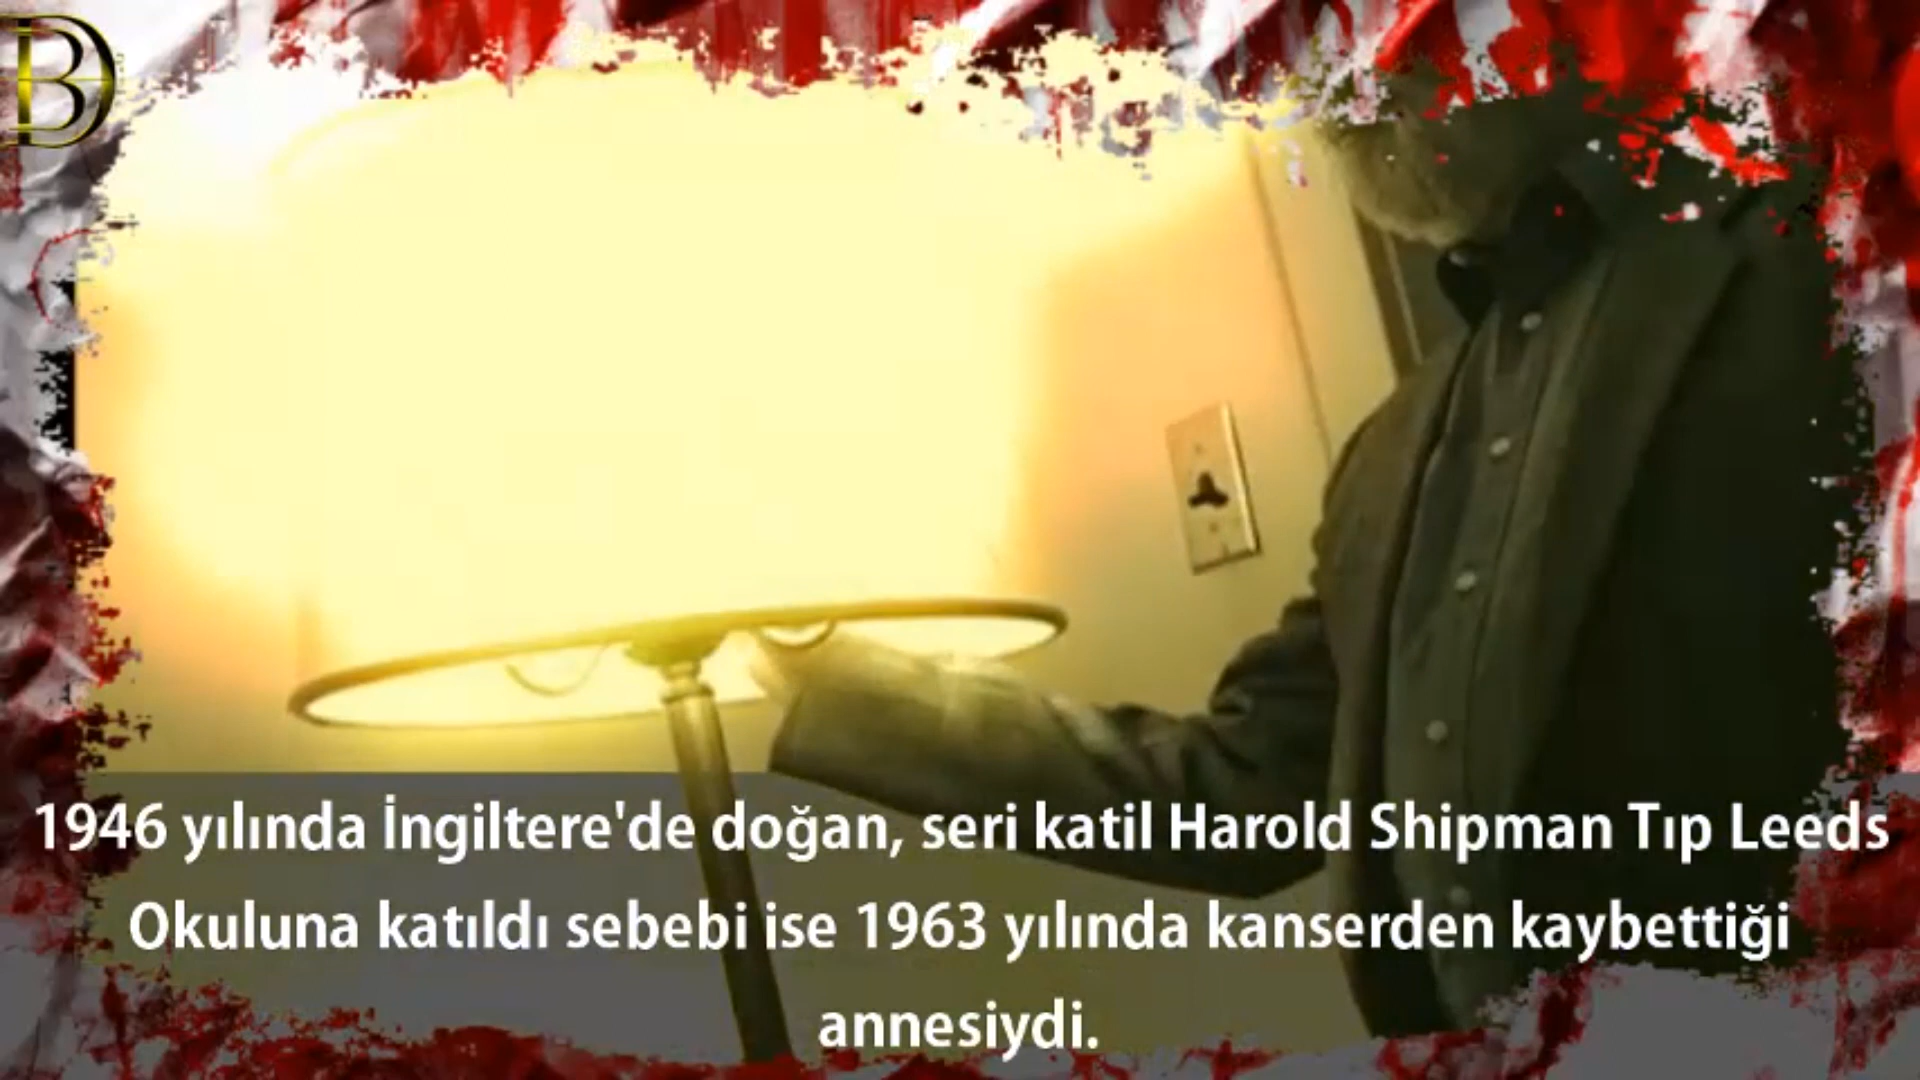 BD
1946 yılında İngiltere'de doğan, seri katil Harold Shipman Tıp Leeds
Okuluna katıldı sebebi ise 1963 yılında kanserden kaybettiği
annesiydi.